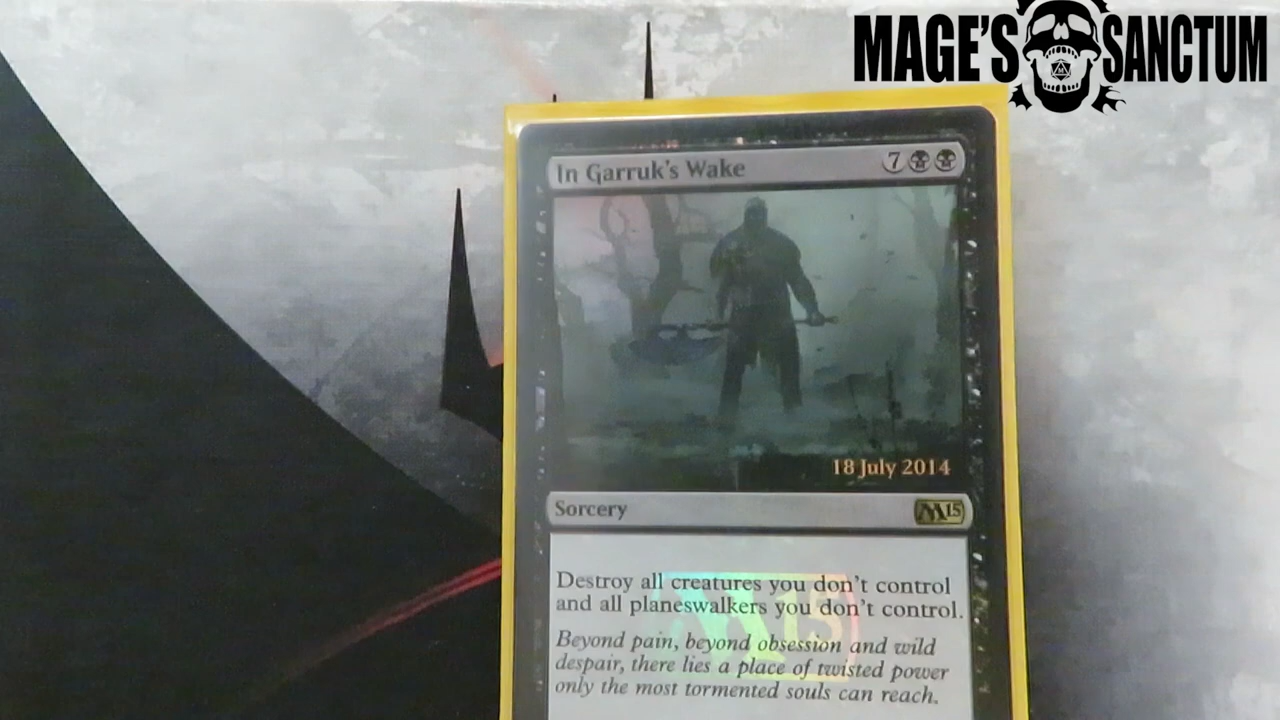 MAGE'S SANCTUM
In Garruk's Wake 7
18 July 2014
Sorcery M15
Destroy all creatures you don't control
and all planeswalkers you don't control.
M15
Beyond pain, beyond obsession and wild
despair, there lies a place of twisted power
only the most tormented souls can reach.